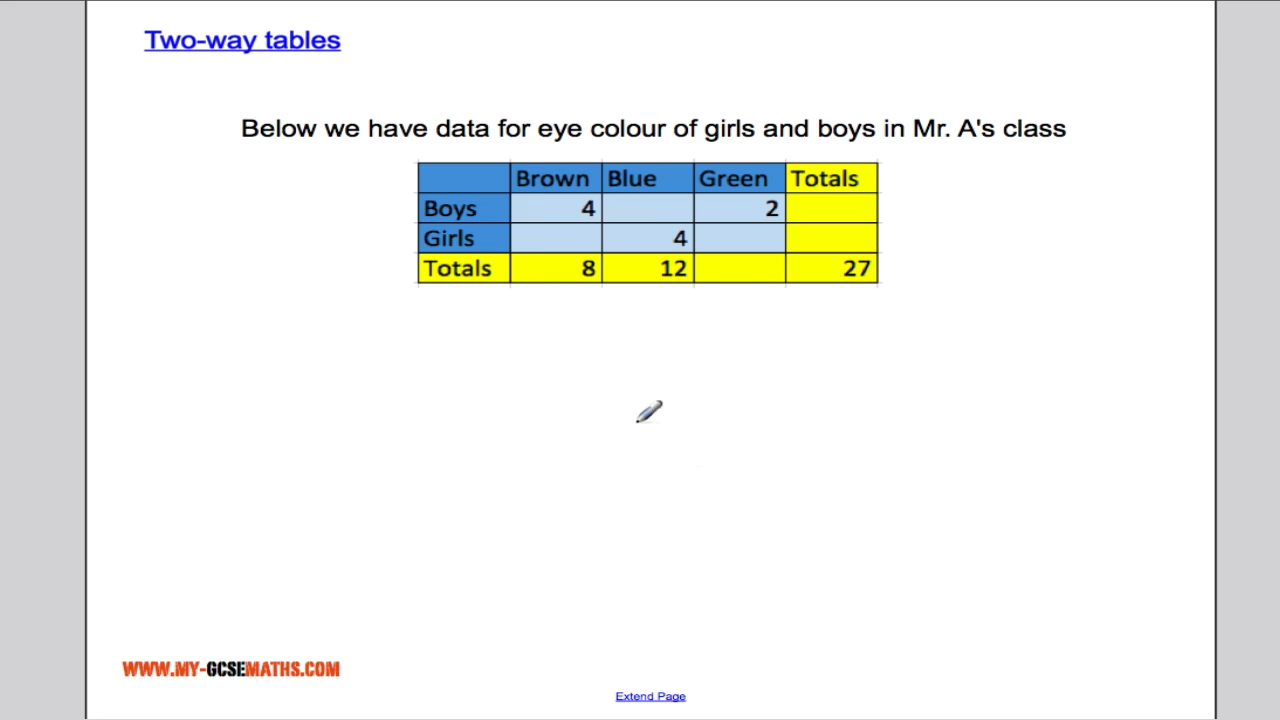 Two-way tables
Below we have data for eye colour of girls and boys in Mr. A's class
Brown Blue Green Totals
Boys 4 2
Girls 4
Totals 8 12 27
WWW.MY-GCSEMATHS.COM
Extend Page